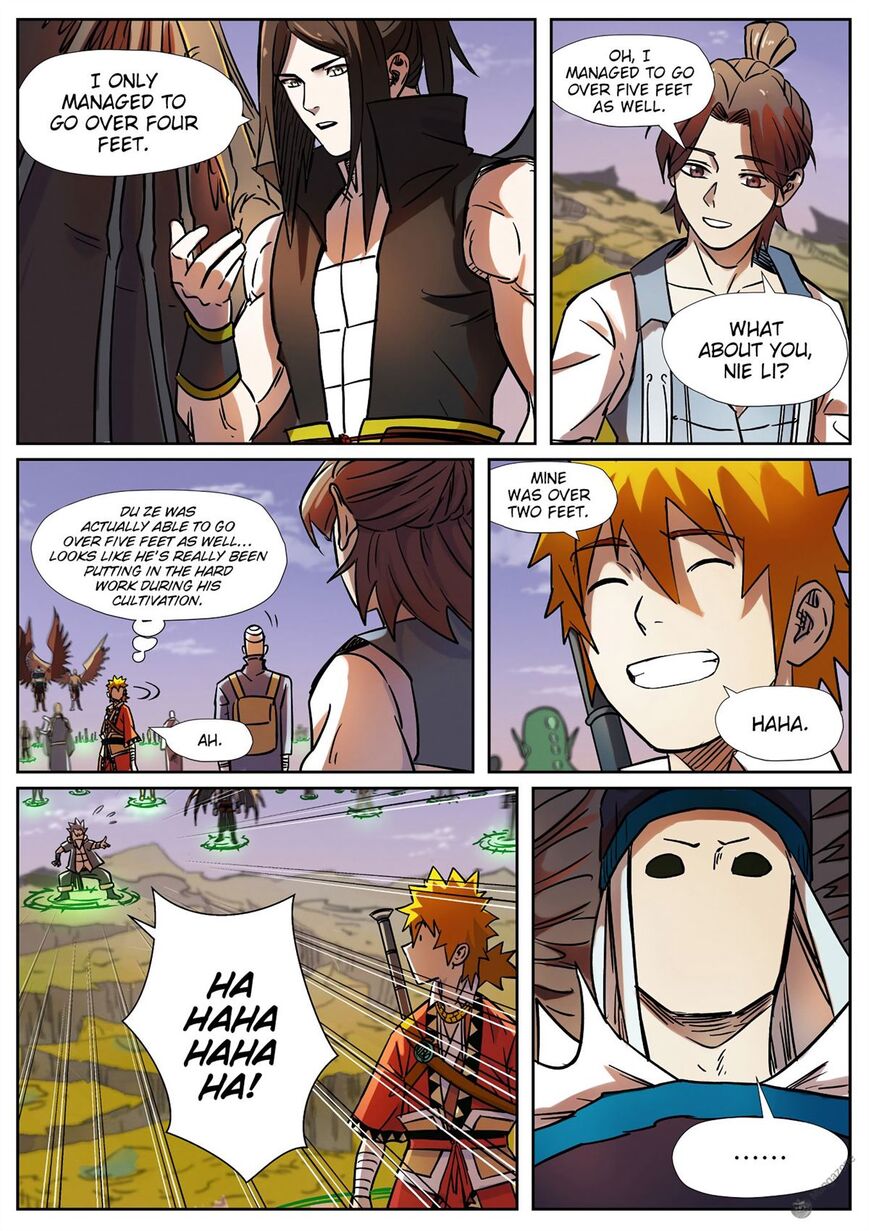 I ONLY
MANAGED TO
GO OVER FOUR
FEET.
OH, I
MANAGED TO GO
OVER FIVE FEET
AS WELL.
WHAT
ABOUT YOU,
NIE LI?
DU ZE WAS
ACTUALLY ABLE TO GO
OVER FIVE FEET AS WELL...
LOOKS LIKE HE'S REALLY BEEN
PUTTING IN THE HARD
WORK DURING HIS
CULTIVATION.
AH.
MINE
WAS OVER
TWO FEET.
HAHA.
HA
HAHA
HAHA
HA!
......